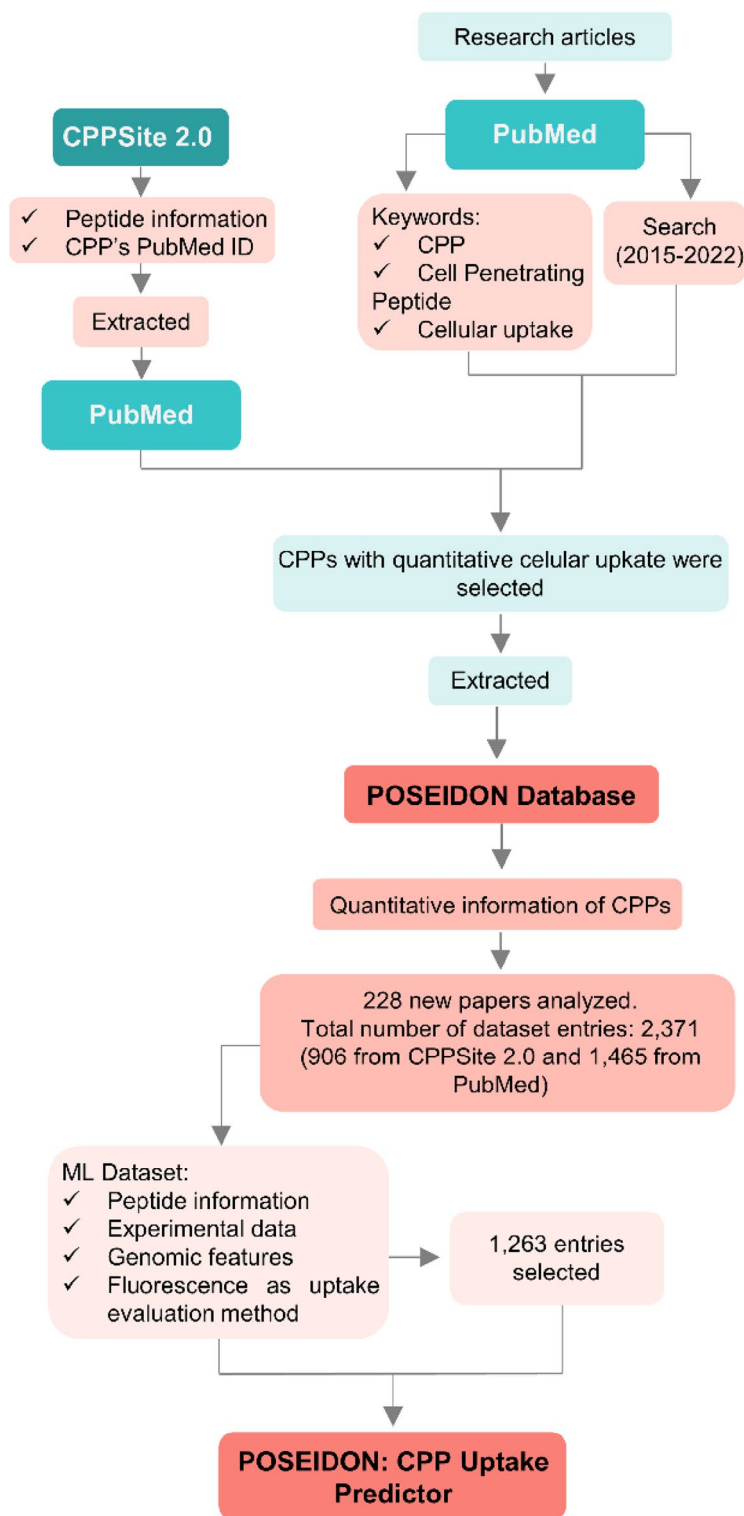 Research articles
PubMed
CPPSite 2.0
✓ Peptide information
✓ CPP's PubMed ID
Extracted
PubMed
Keywords:
✓ CPP
✓ Cell Penetrating
Peptide
✓ Cellular uptake
Search
(2015-2022)
CPPs with quantitative celular upkate were
selected
Extracted
POSEIDON Database
Quantitative information of CPPs
228 new papers analyzed.
Total number of dataset entries: 2,371
(906 from CPPSite 2.0 and 1,465 from
PubMed)
ML Dataset:
✓ Peptide information
✓ Experimental data
✓ Genomic features
✓ Fluorescence as uptake
evaluation method
1,263 entries
selected
POSEIDON: CPP Uptake
Predictor